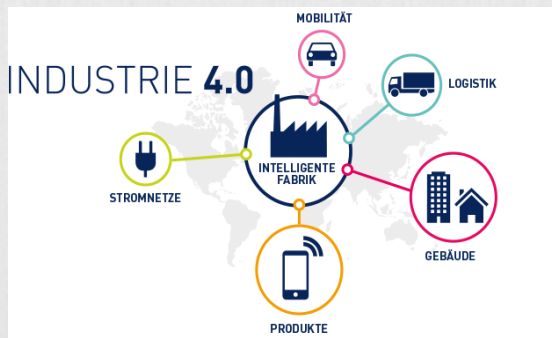 MOBILITÄT
INDUSTRIE 4.0
LOGISTIK
INTELLIGENTE
FABRIK
STROMNETZE
GEBÄUDE
PRODUKTE